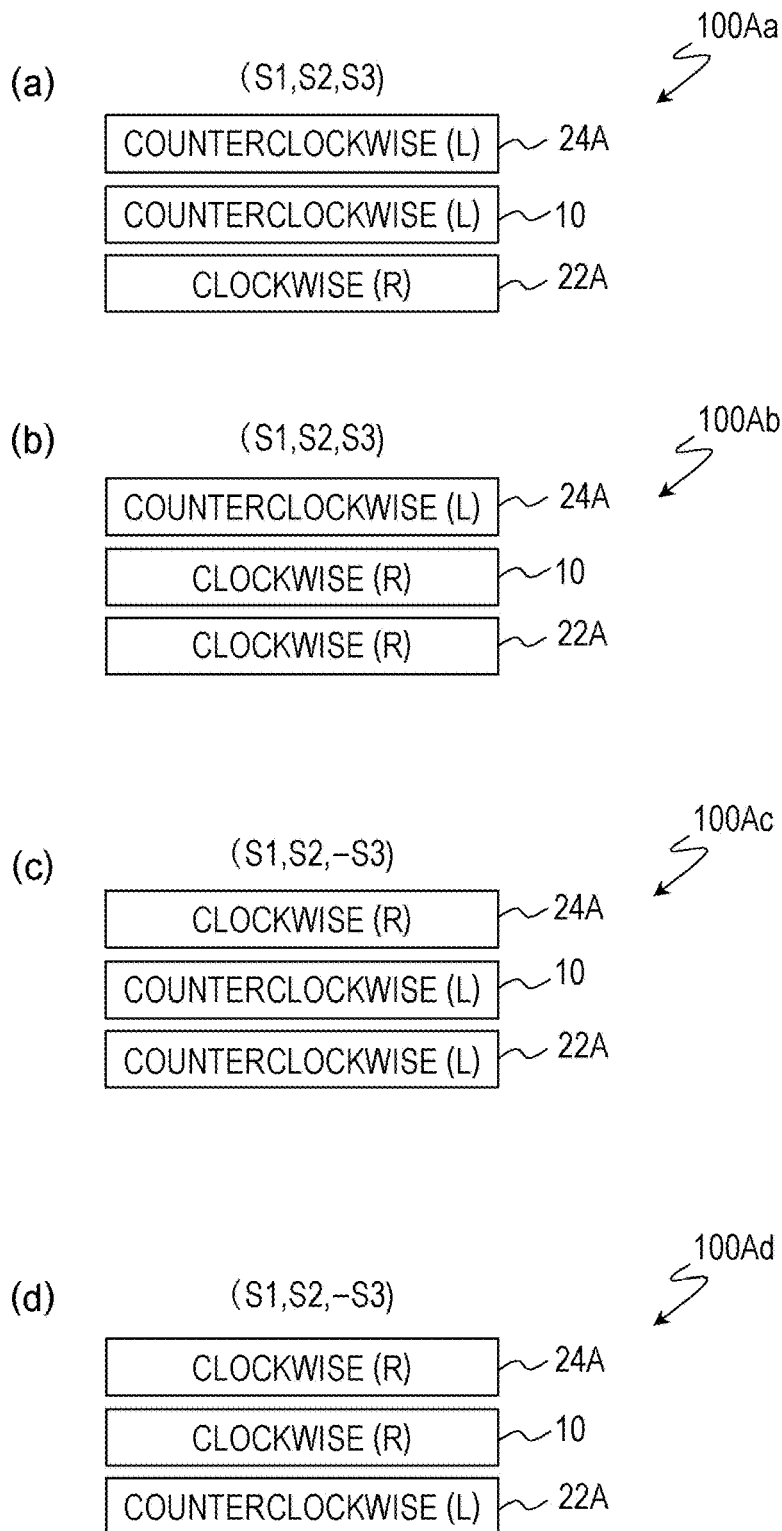 100Aa
(a) (S1,S2,S3)
COUNTERCLOCKWISE (L) 24A
COUNTERCLOCKWISE (L) 10
CLOCKWISE (R) 22A
100Ab
(b) (S1,S2,S3)
COUNTERCLOCKWISE (L) 24A
CLOCKWISE (R) 10
CLOCKWISE (R) 22A
100Ac
(c) (S1,S2,–S3)
CLOCKWISE (R) 24A
COUNTERCLOCKWISE (L) 10
COUNTERCLOCKWISE (L) 22A
100Ad
(d) (S1,S2,–S3)
CLOCKWISE (R) 24A
CLOCKWISE (R) 10
COUNTERCLOCKWISE (L) 22A